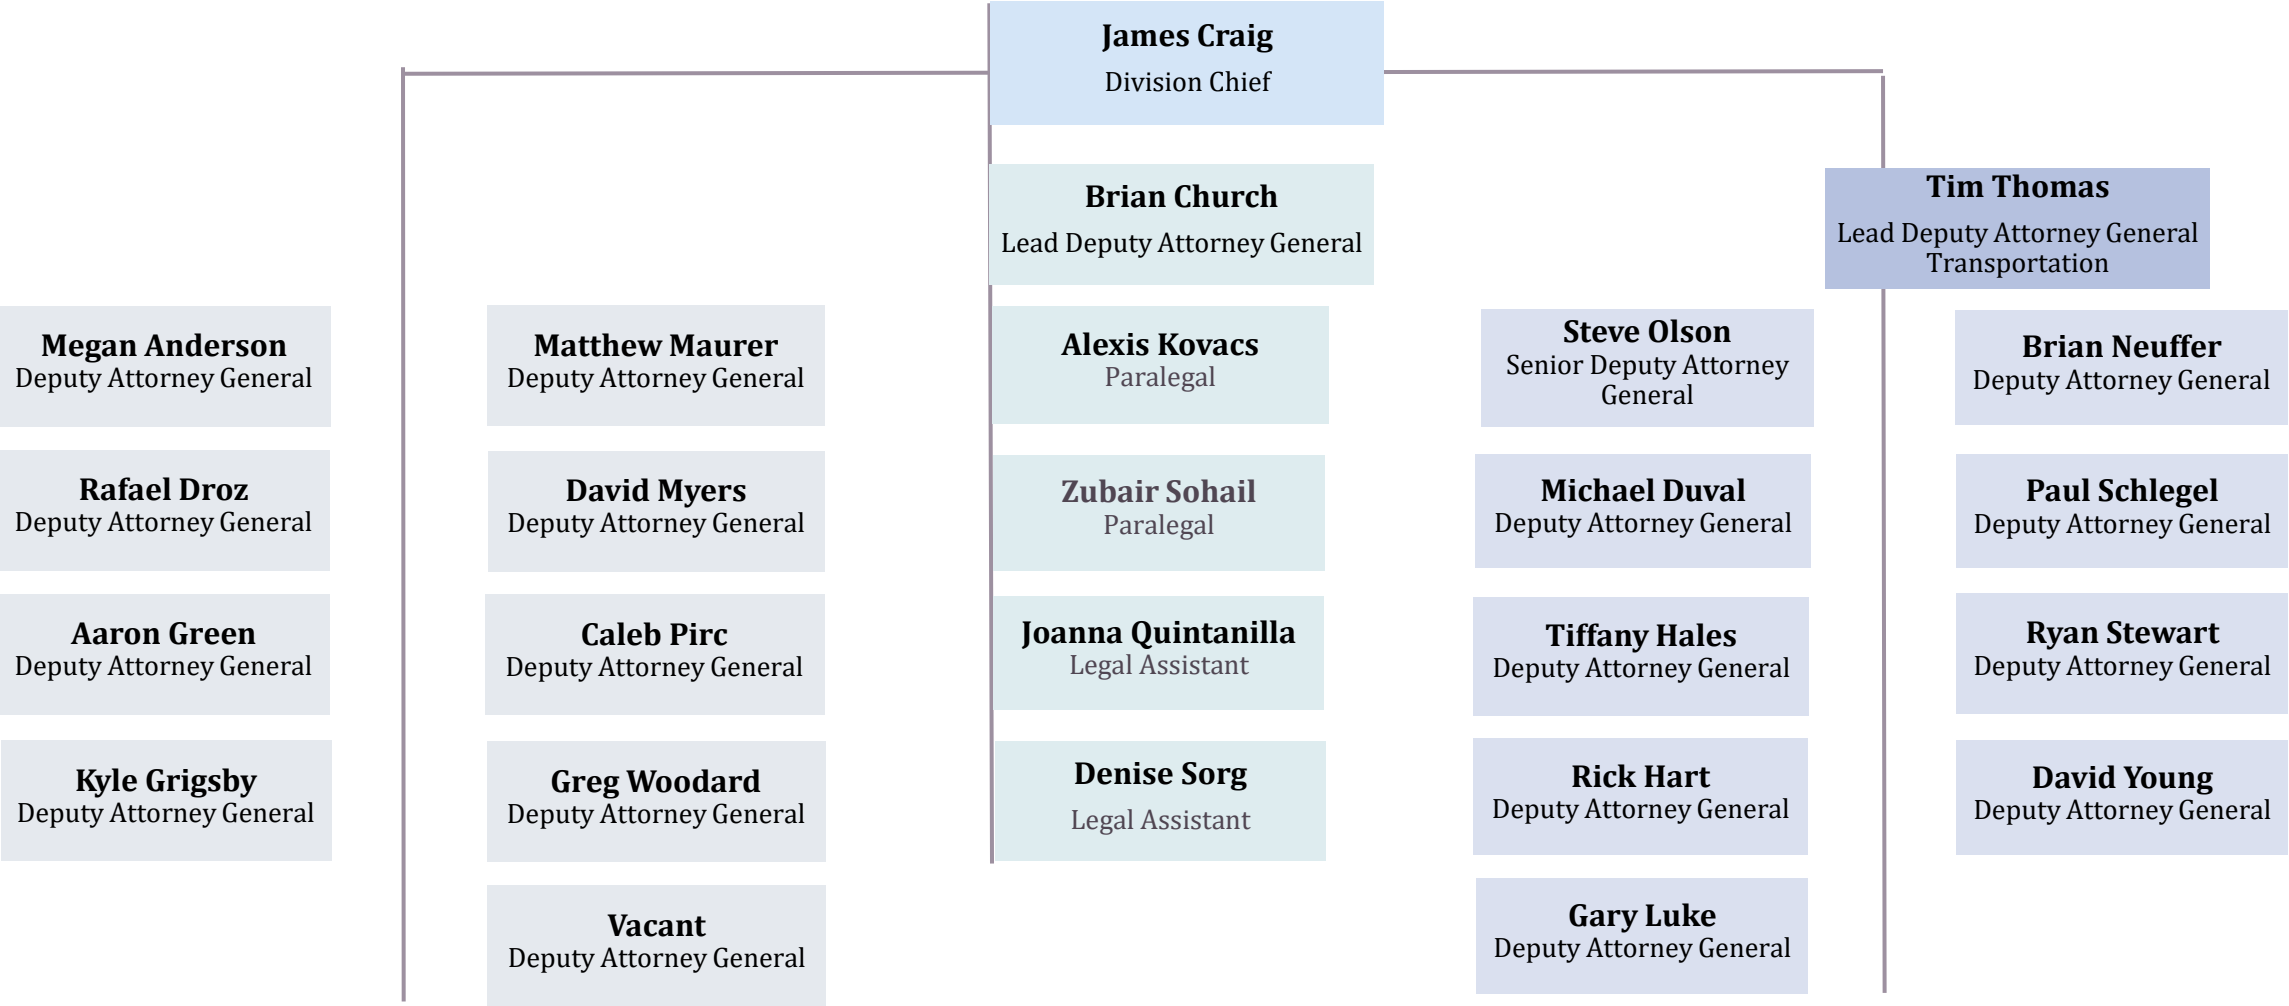 James Craig
Division Chief
Brian Church
Lead Deputy Attorney General
Tim Thomas
Lead Deputy Attorney General
Transportation
Megan Anderson
Deputy Attorney General
Rafael Droz
Deputy Attorney General
Aaron Green
Deputy Attorney General
Kyle Grigsby
Deputy Attorney General
Matthew Maurer
Deputy Attorney General
David Myers
Deputy Attorney General
Caleb Pirc
Deputy Attorney General
Greg Woodard
Deputy Attorney General
Vacant
Deputy Attorney General
Alexis Kovacs
Paralegal
Zubair Sohail
Paralegal
Joanna Quintanilla
Legal Assistant
Denise Sorg
Legal Assistant
Steve Olson
Senior Deputy Attorney
General
Michael Duval
Deputy Attorney General
Tiffany Hales
Deputy Attorney General
Rick Hart
Deputy Attorney General
Gary Luke
Deputy Attorney General
Brian Neuffer
Deputy Attorney General
Paul Schlegel
Deputy Attorney General
Ryan Stewart
Deputy Attorney General
David Young
Deputy Attorney General